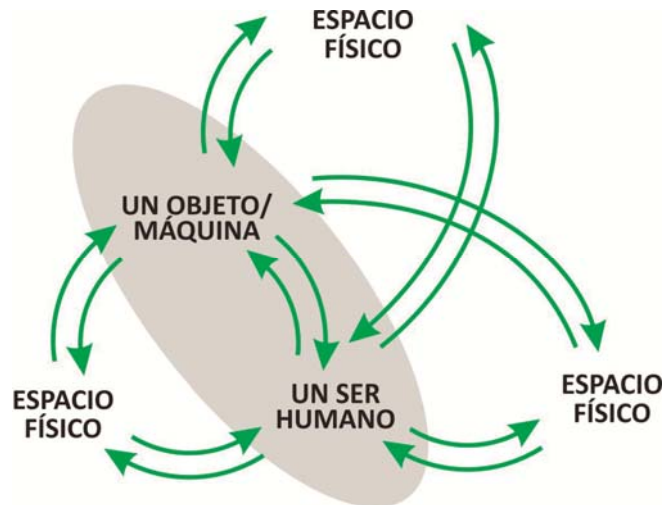 ESPACIO
FÍSICO
UN OBJETO/
MÁQUINA
ESPACIO
FÍSICO
UN SER
HUMANO
ESPACIO
FÍSICO